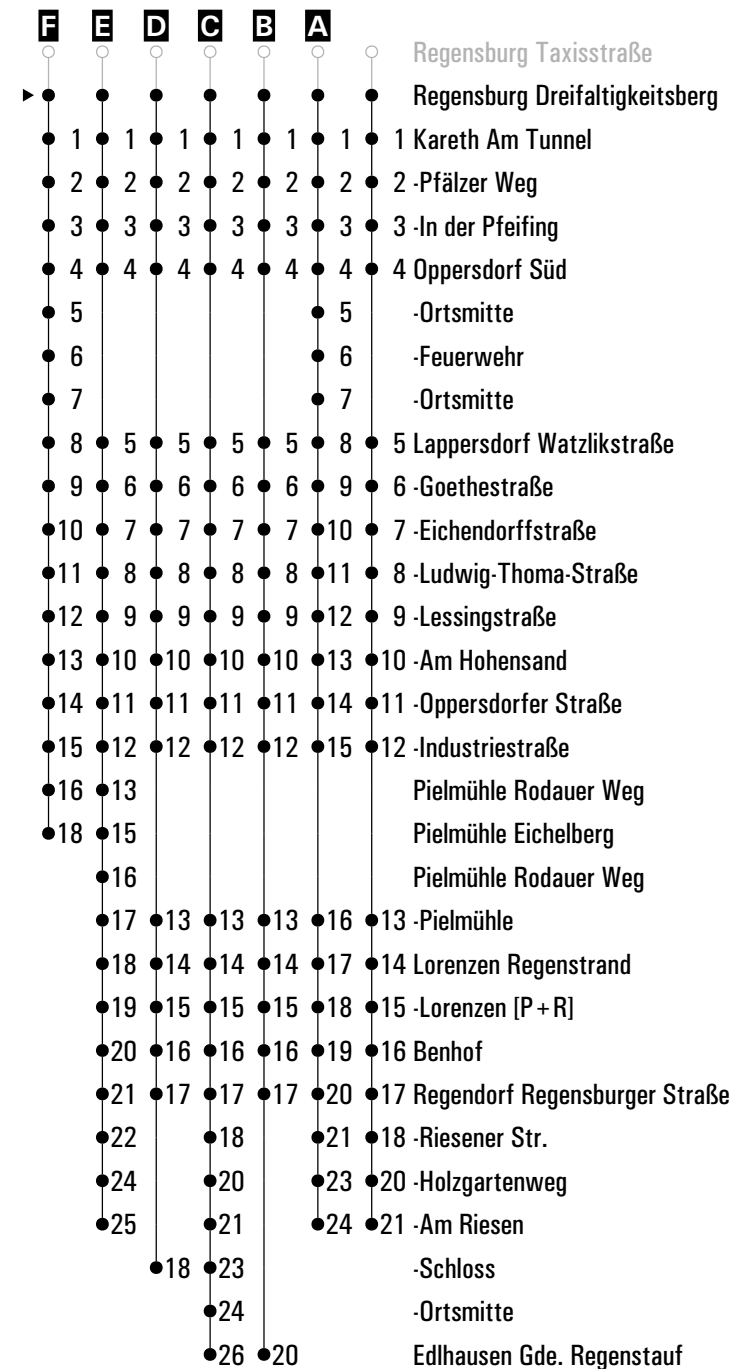 F E D C B A
Regensburg Taxisstraße
Regensburg Dreifaltigkeitsberg
1 1 1 1 1 1 1 Kareth Am Tunnel
2 2 2 2 2 2 2 -Pfälzer Weg
3 3 3 3 3 3 3 -In der Pfeifing
4 4 4 4 4 4 4 Oppersdorf Süd
5 5 -Ortsmitte
6 6 -Feuerwehr
7 7 -Ortsmitte
8 5 5 5 5 8 5 Lappersdorf Watzlikstraße
9 6 6 6 6 9 6 -Goethestraße
10 7 7 7 7 10 7 -Eichendorffstraße
11 8 8 8 8 11 8 -Ludwig-Thoma-Straße
12 9 9 9 9 12 9 -Lessingstraße
13 10 10 10 10 13 10 -Am Hohensand
14 11 11 11 11 14 11 -Oppersdorfer Straße
15 12 12 12 12 15 12 -Industriestraße
16 13 Pielmühle Rodauer Weg
18 15 Pielmühle Eichelberg
16 Pielmühle Rodauer Weg
17 13 13 13 16 13 -Pielmühle
18 14 14 14 17 14 Lorenzen Regenstrand
19 15 15 15 18 15 -Lorenzen [P+R]
20 16 16 16 19 16 Benhof
21 17 17 17 20 17 Regendorf Regensburger Straße
22 18 21 18 -Riesener Str.
24 20 23 20 -Holzgartenweg
25 21 24 21 -Am Riesen
18 23 -Schloss
24 -Ortsmitte
26 20 Edlhausen Gde. Regenstauf